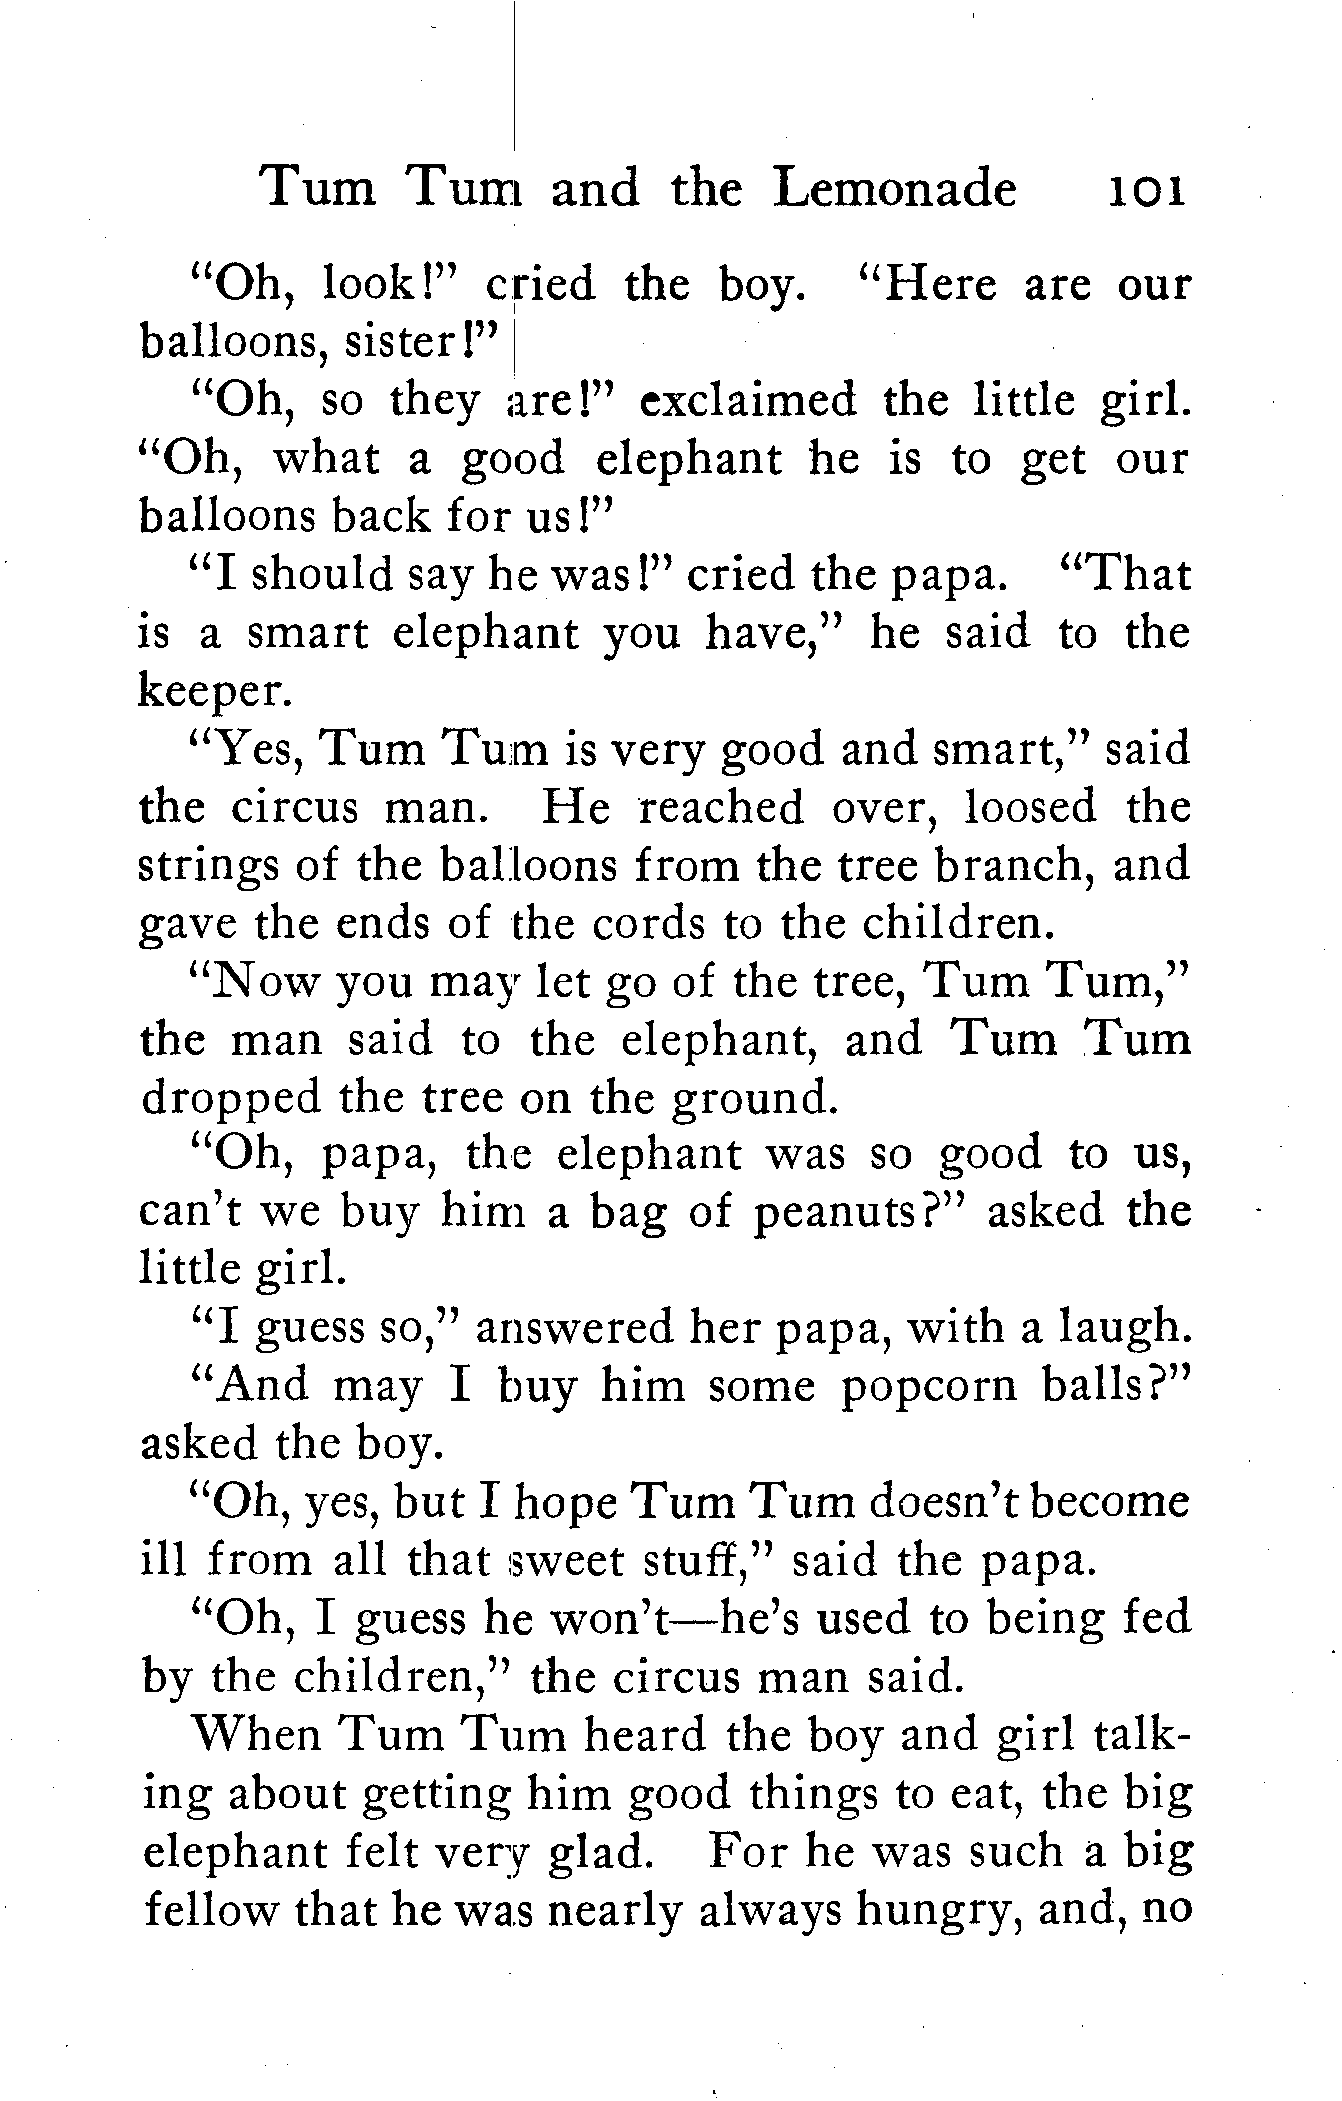 Tum Tum and the Lemonade 101
"Oh, look!" cried the boy. "Here are our
balloons, sister!"
"Oh, so they are!" exclaimed the little girl.
"Oh, what a good elephant he is to get our
balloons back for us!"
"I should say he was!" cried the papa. "That
is a smart elephant you have," he said to the
keeper.
"Yes, Tum Tum is very good and smart," said
the circus man. He reached over, loosed the
strings of the balloons from the tree branch, and
gave the ends of the cords to the children.
"Now you may let go of the tree, Tum Tum,"
the man said to the elephant, and Tum Tum
dropped the tree on the ground.
"Oh, papa, the elephant was so good to us,
can't we buy him a bag of peanuts?" asked the
little girl.
"I guess so," answered her papa, with a laugh.
"And may I buy him some popcorn balls?"
asked the boy.
"Oh, yes, but I hope Tum Tum doesn't become
ill from all that sweet stuff," said the papa.
"Oh, I guess he won't—he's used to being fed
by the children," the circus man said.
When Tum Tum heard the boy and girl talk-
ing about getting him good things to eat, the big
elephant felt very glad. For he was such a big
fellow that he was nearly always hungry, and, no